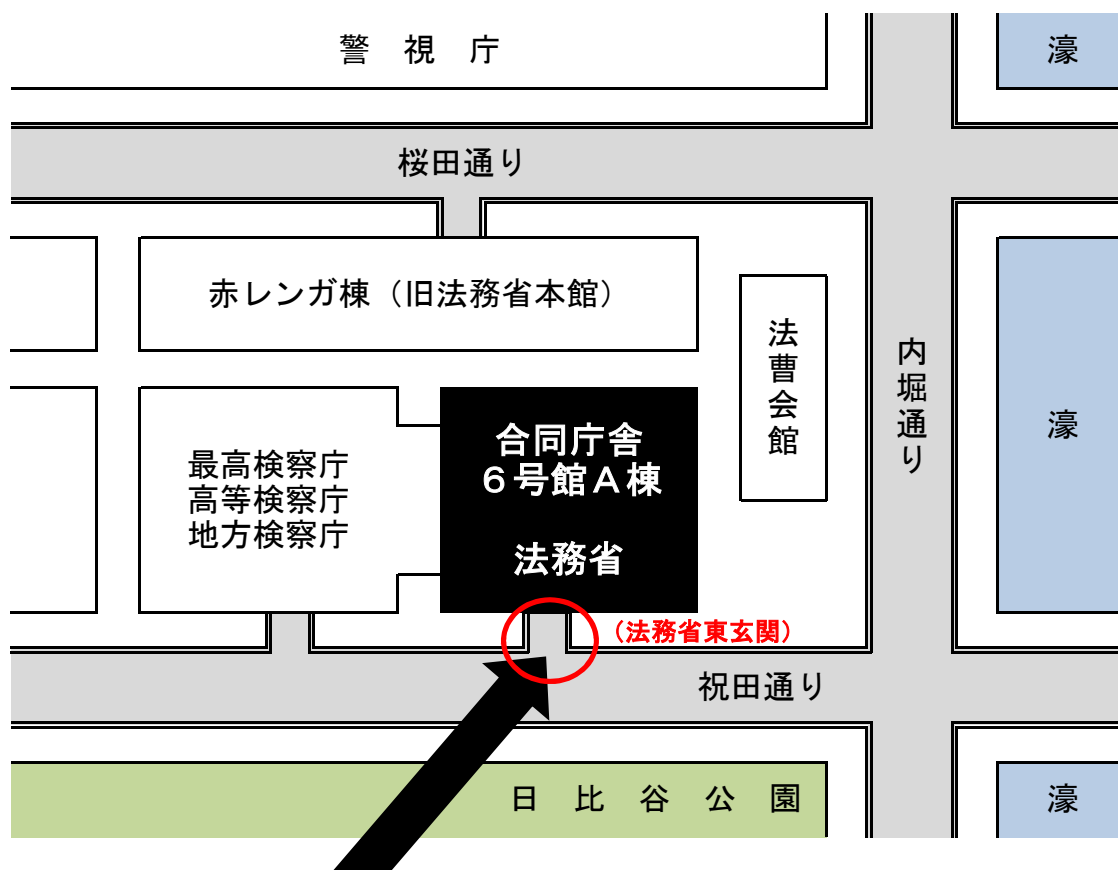 警視庁
濠
桜田通り
赤レンガ棟（旧法務省本館）
法曹会館
内堀通り
濠
最高検察庁
高等検察庁
地方検察庁
合同庁舎
６号館Ａ棟
法務省
（法務省東玄関）
祝田通り
日比谷公園
濠